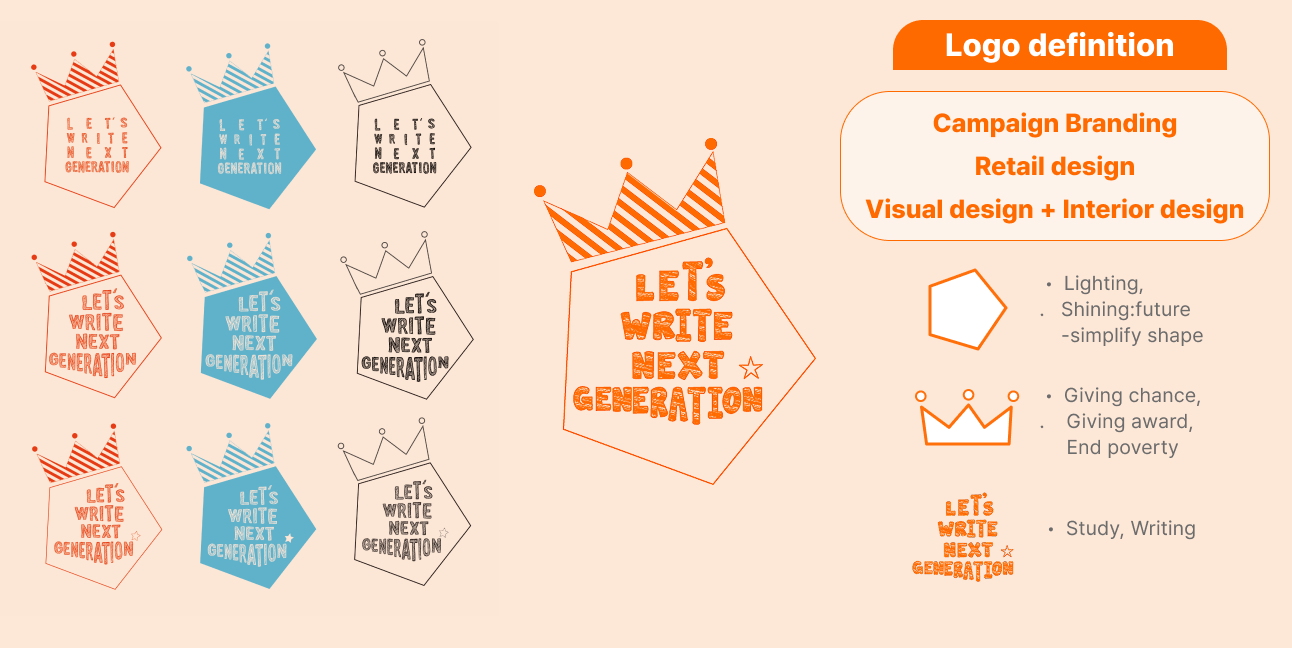 LET'S
WRITE
NEXT
GENERATION
LET'S
WRITE
NEXT
GENERATION
LET'S
WRITE
NEXT
GENERATION
LET'S
WRITE
NEXT
GENERATION
LET'S
WRITE
NEXT
GENERATION
LET'S
WRITE
NEXT
GENERATION
LET'S
WRITE
NEXT
GENERATION
LET'S
WRITE
NEXT
GENERATION
LET'S
WRITE
NEXT
GENERATION
LET'S
WRITE
NEXT
GENERATION
Logo definition
Campaign Branding
Retail design
Visual design + Interior design
• Lighting,
. Shining:future
-simplify shape
• Giving chance,
. Giving award,
End poverty
LET'S
WRITE
NEXT
GENERATION
• Study, Writing